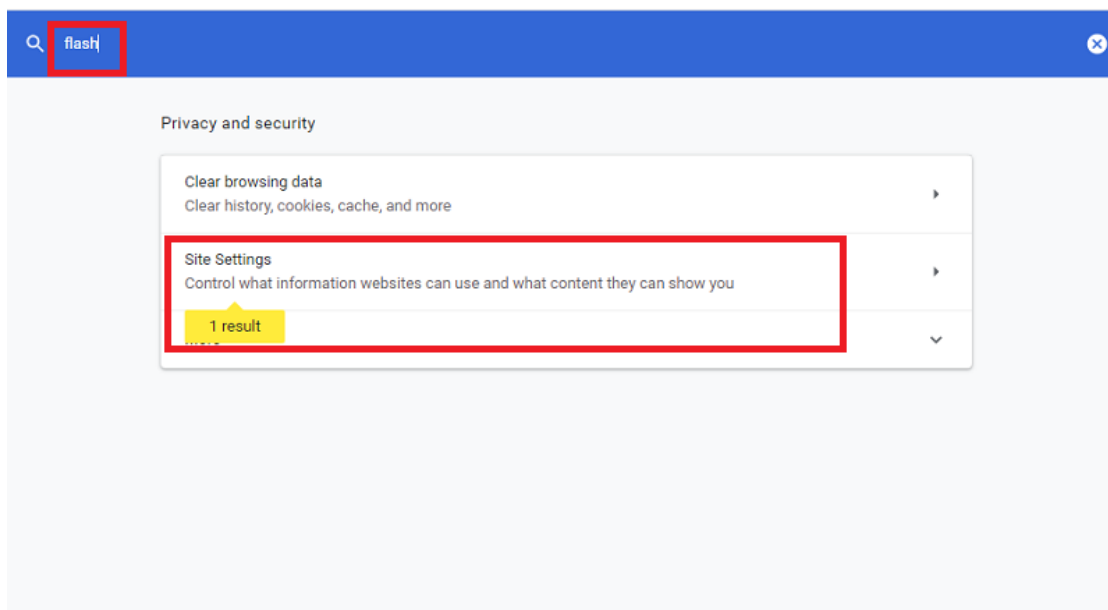 flash
Privacy and security
Clear browsing data
Clear history, cookies, cache, and more
Site Settings
Control what information websites can use and what content they can show you
1 result